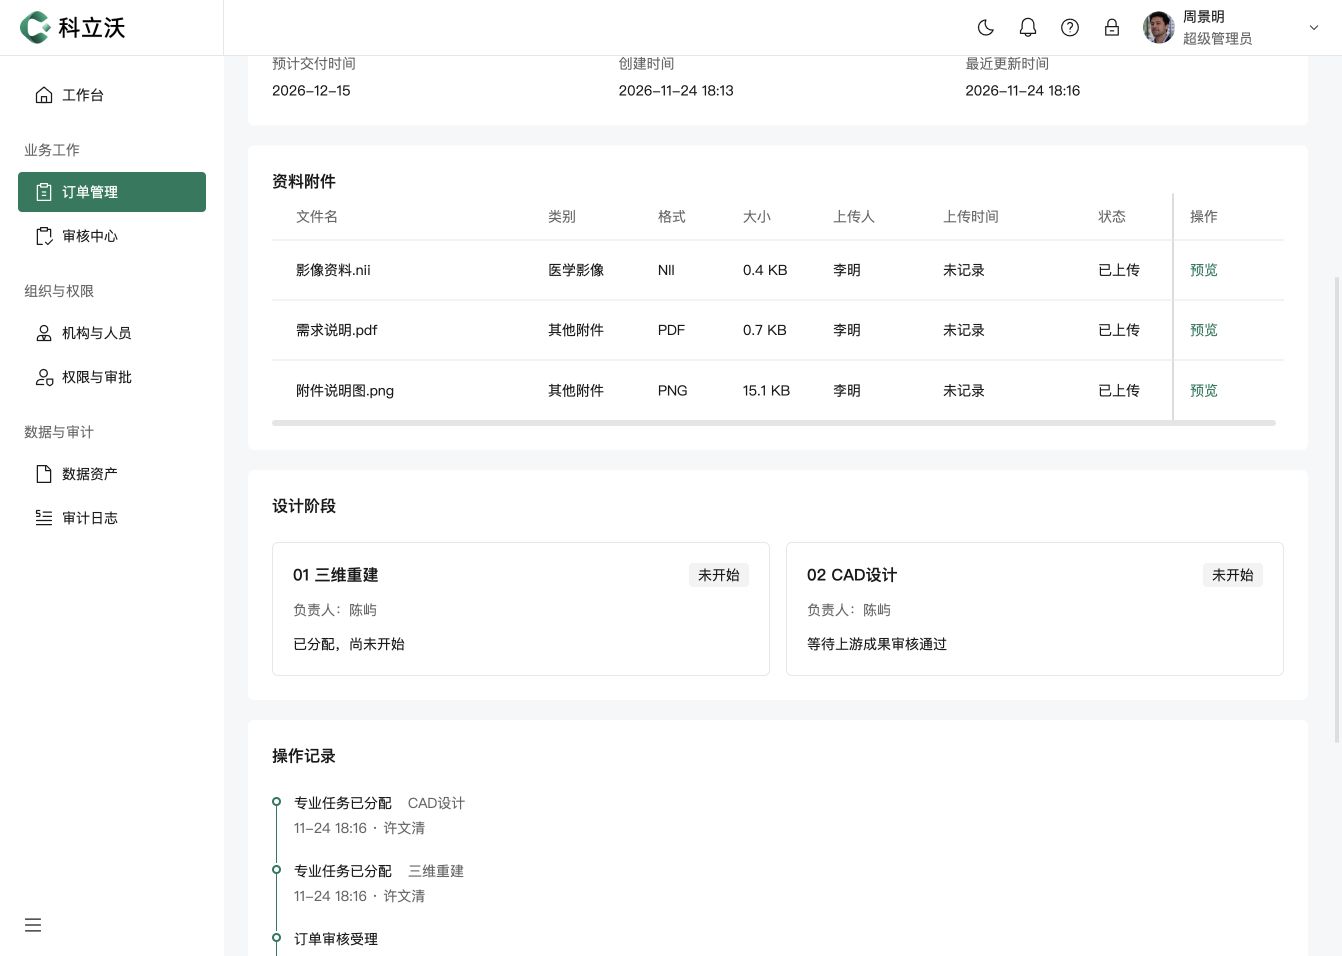 科立沃
周景明
超级管理员
工作台
业务工作
订单管理
审核中心
组织与权限
机构与人员
权限与审批
数据与审计
数据资产
审计日志
预计交付时间 创建时间 最近更新时间
2026-12-15 2026-11-24 18:13 2026-11-24 18:16
资料附件
文件名 类别 格式 大小 上传人 上传时间 状态 操作
影像资料.nii 医学影像 NII 0.4 KB 李明 未记录 已上传 预览
需求说明.pdf 其他附件 PDF 0.7 KB 李明 未记录 已上传 预览
附件说明图.png 其他附件 PNG 15.1 KB 李明 未记录 已上传 预览
设计阶段
01 三维重建 未开始
负责人：陈屿
已分配，尚未开始
02 CAD设计 未开始
负责人：陈屿
等待上游成果审核通过
操作记录
专业任务已分配 CAD设计
11-24 18:16 · 许文清
专业任务已分配 三维重建
11-24 18:16 · 许文清
订单审核受理